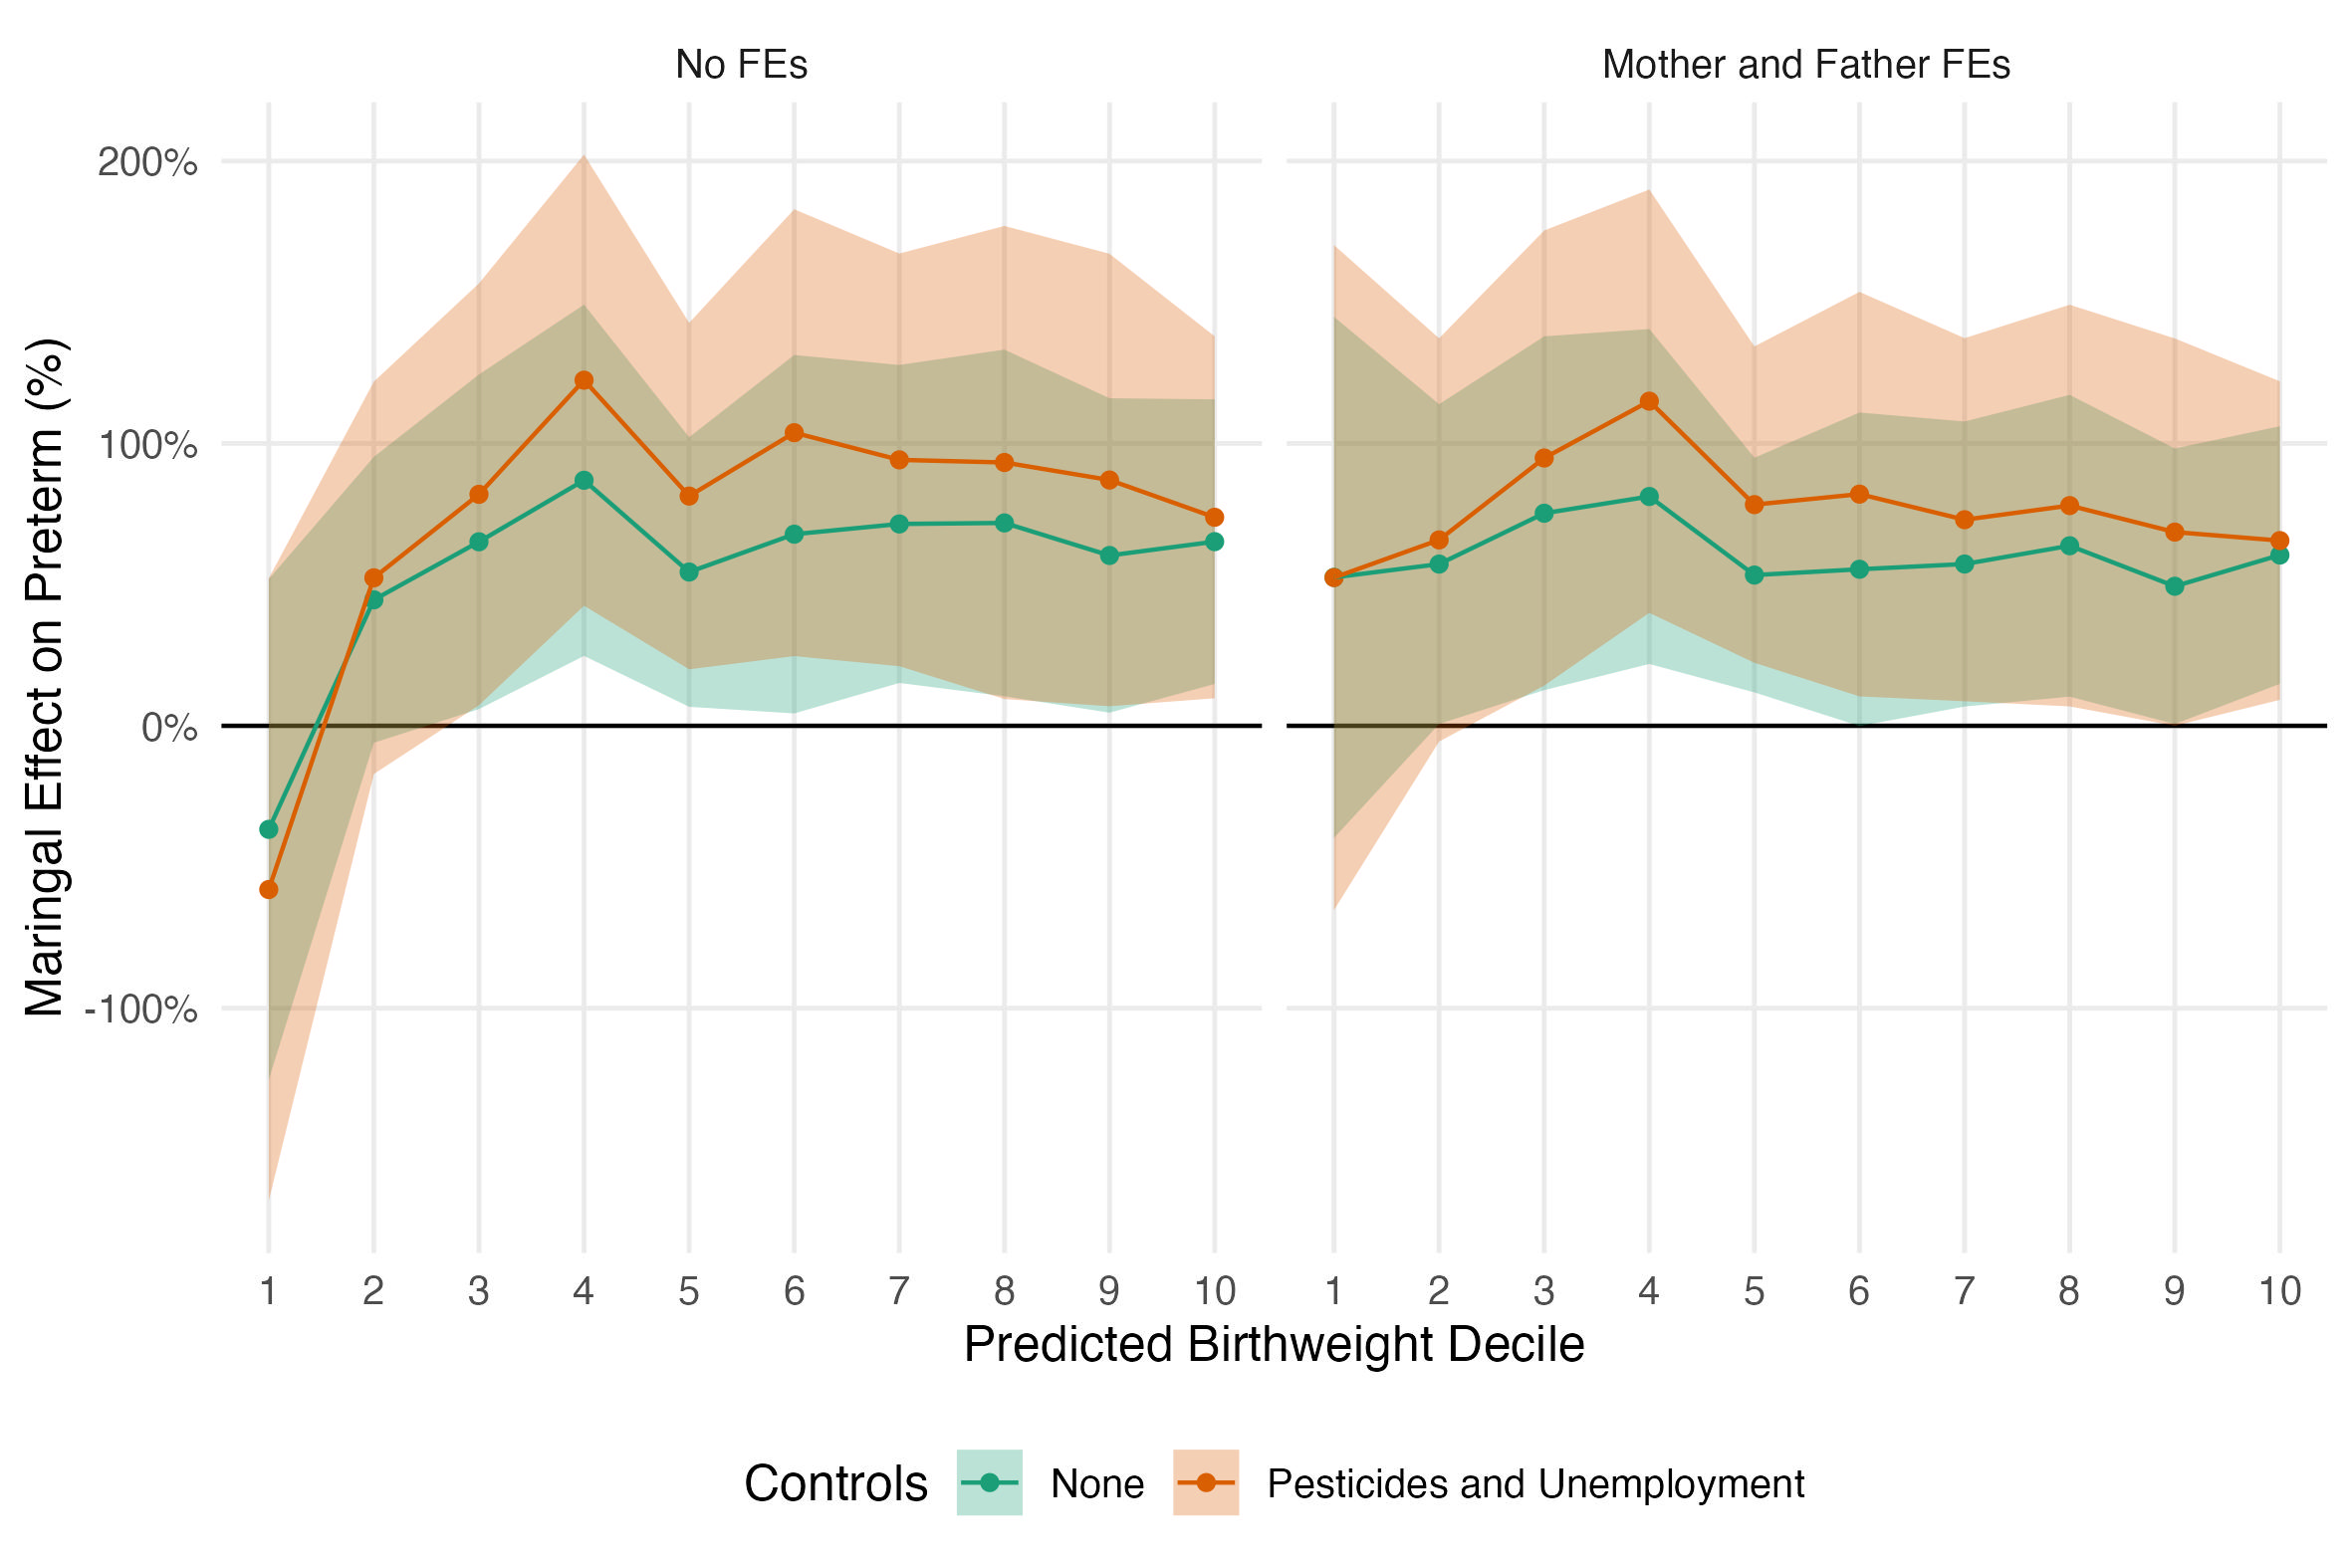 No FEs
Mother and Father FEs
Maringal Effect on Preterm (%)
200%
100%
0%
-100%
1 2 3 4 5 6 7 8 9 10
1 2 3 4 5 6 7 8 9 10
Predicted Birthweight Decile
Controls None Pesticides and Unemployment